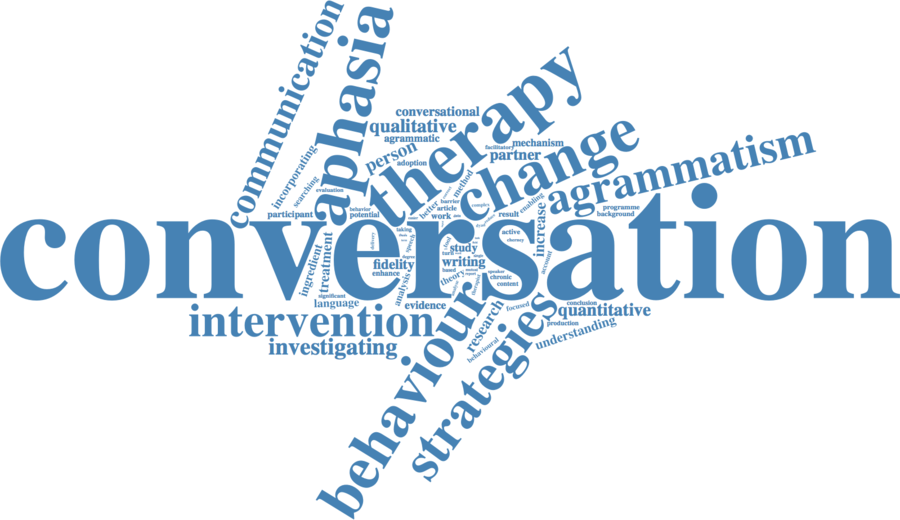 communication
aphasia
therapy
conversational
qualitative
agrammatic
person
adoption
facilitatory
mechanism
partner
change
agrammatism
incorporating
searching
evaluation
participant
behavior
potential
method
better
barrier
article
work
complex
enabling
result
programme
background
increase
active
conversation
ingredient
treatment
delivery
taking
speech
degree
fidelity
enhance
analysis
study
turn
writing
based
theory
speaker
chronic
content
account
significant
language
evidence
intervention
investigating
behaviour
research
focused
behavioural
strategies
conclusion
quantitative
production
understanding